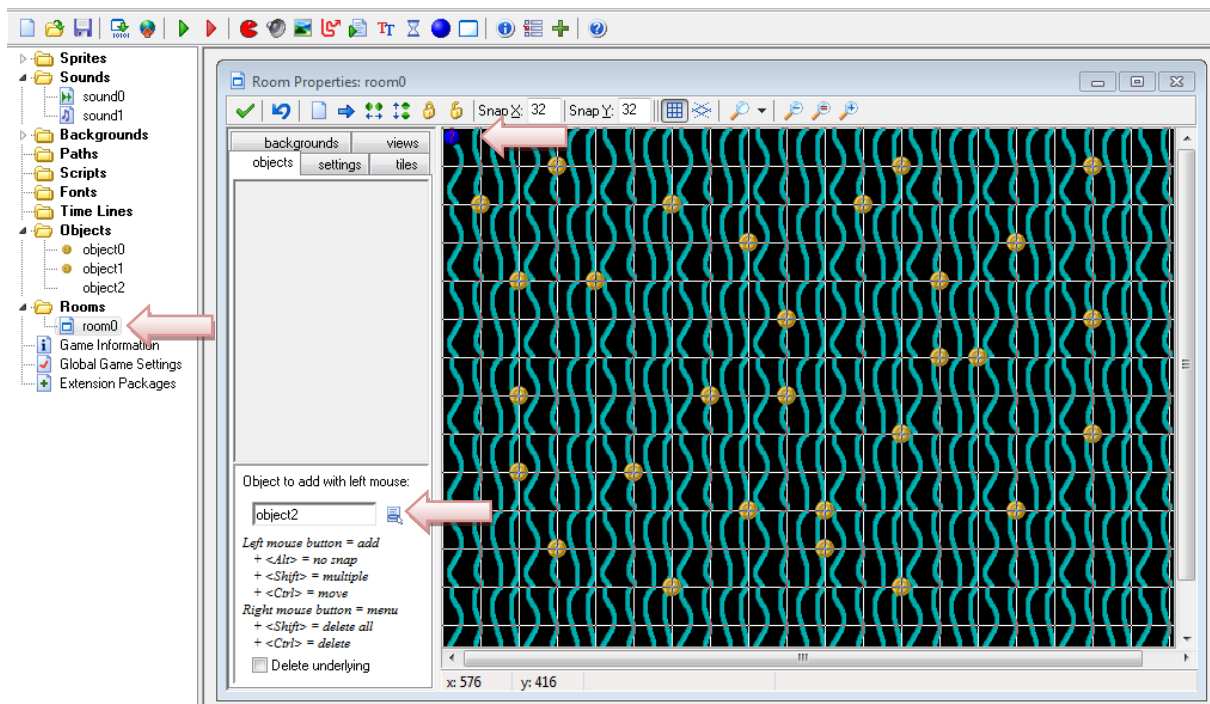 Sprites
Sounds
sound0
sound1
Backgrounds
Paths
Scripts
Fonts
Time Lines
Objects
object0
object1
object2
Rooms
room0
Game Information
Global Game Settings
Extension Packages
Room Properties: room0
Snap X: 32 Snap Y: 32
backgrounds views
objects settings tiles
Object to add with left mouse:
object2
Left mouse button = add
+ <Alt> = no snap
+ <Shift> = multiple
+ <Ctrl> = move
Right mouse button = menu
+ <Shift> = delete all
+ <Ctrl> = delete
Delete underlying
x: 576 y: 416